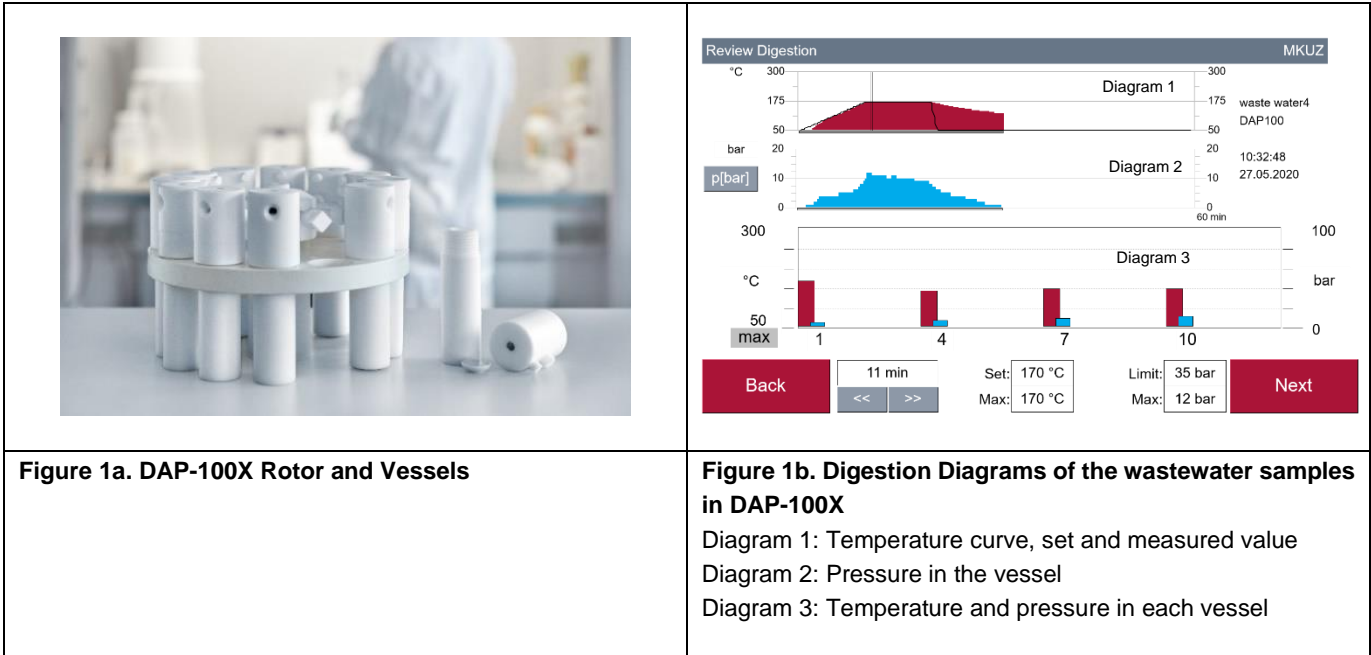 Review Digestion MKUZ
°C 300 Diagram 1 300
175 175 waste water4
50 50 DAP100
bar 20 Diagram 2 20 10:32:48
p[bar] 10 10 27.05.2020
0 0
60 min
300 Diagram 3 100
°C bar
50 0
max 1 4 7 10
Back 11 min Set: 170 °C Limit: 35 bar Next
<< >> Max: 170 °C Max: 12 bar
Figure 1a. DAP-100X Rotor and Vessels
Figure 1b. Digestion Diagrams of the wastewater samples
in DAP-100X
Diagram 1: Temperature curve, set and measured value
Diagram 2: Pressure in the vessel
Diagram 3: Temperature and pressure in each vessel